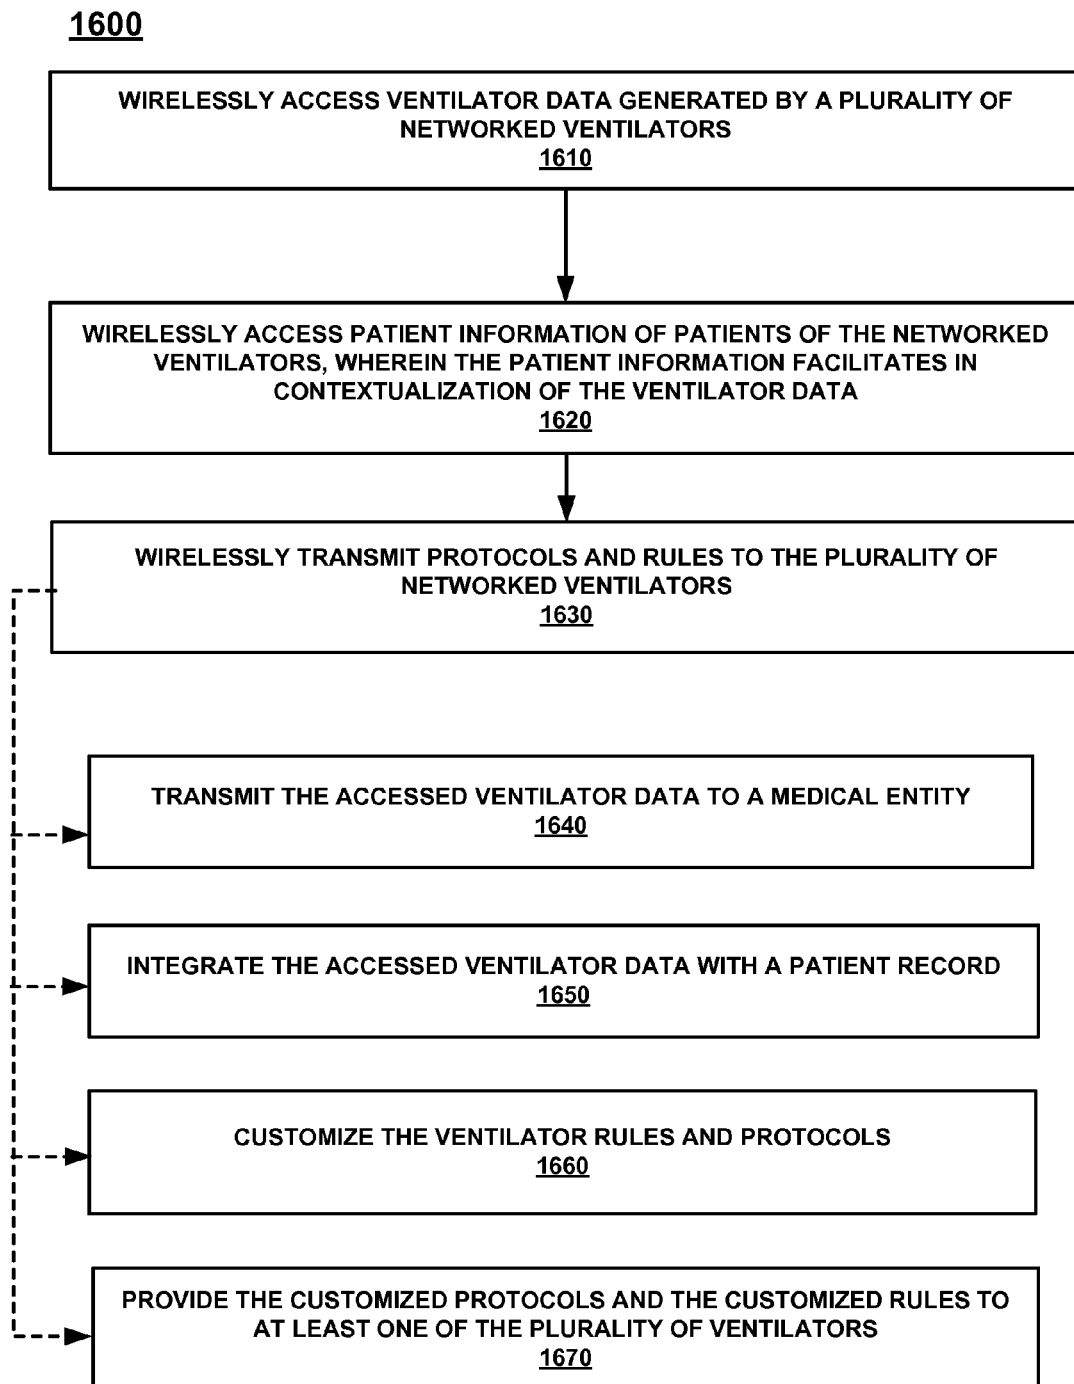 1600
WIRELESSLY ACCESS VENTILATOR DATA GENERATED BY A PLURALITY OF
NETWORKED VENTILATORS
1610
WIRELESSLY ACCESS PATIENT INFORMATION OF PATIENTS OF THE NETWORKED
VENTILATORS, WHEREIN THE PATIENT INFORMATION FACILITATES IN
CONTEXTUALIZATION OF THE VENTILATOR DATA
1620
WIRELESSLY TRANSMIT PROTOCOLS AND RULES TO THE PLURALITY OF
NETWORKED VENTILATORS
1630
TRANSMIT THE ACCESSED VENTILATOR DATA TO A MEDICAL ENTITY
1640
INTEGRATE THE ACCESSED VENTILATOR DATA WITH A PATIENT RECORD
1650
CUSTOMIZE THE VENTILATOR RULES AND PROTOCOLS
1660
PROVIDE THE CUSTOMIZED PROTOCOLS AND THE CUSTOMIZED RULES TO
AT LEAST ONE OF THE PLURALITY OF VENTILATORS
1670